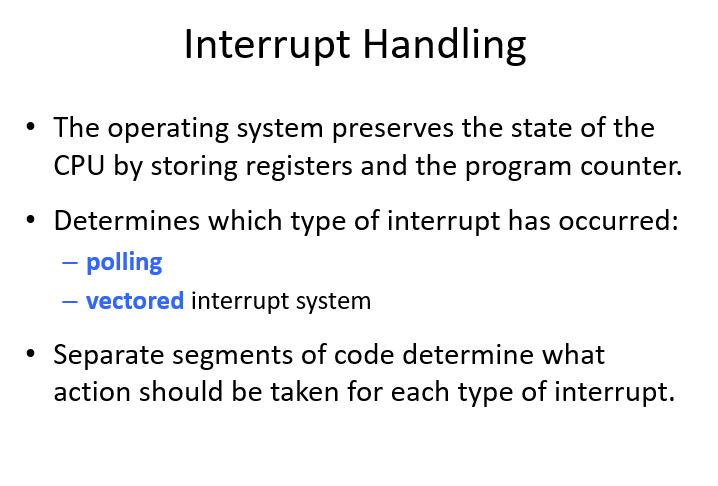 Interrupt Handling
• The operating system preserves the state of the
CPU by storing registers and the program counter.
• Determines which type of interrupt has occurred:
– polling
– vectored interrupt system
• Separate segments of code determine what
action should be taken for each type of interrupt.